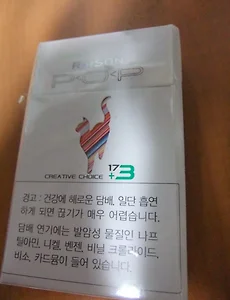 RAISON
P·O·P
CREATIVE CHOICE
17
+3
경고 : 건강에 해로운 담배, 일단 흡연
하게 되면 끊기가 매우 어렵습니다.
담배 연기에는 발암성 물질인 나프
틸아민, 니켈, 벤젠, 비닐 크롤라이드,
비소, 카드뮴이 들어 있습니다.